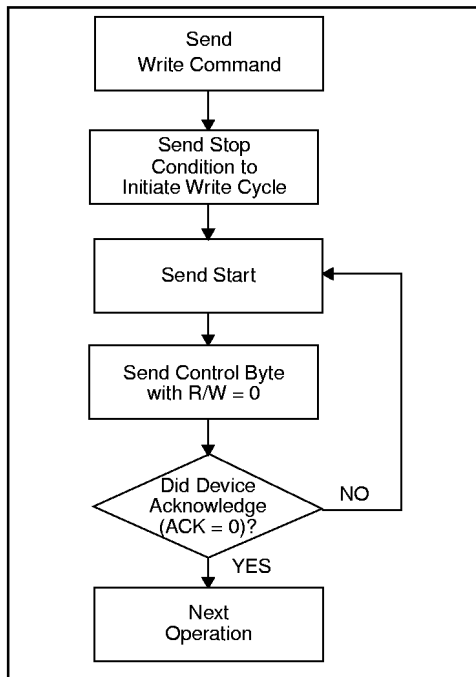 Send
Write Command
Send Stop
Condition to
Initiate Write Cycle
Send Start
Send Control Byte
with R/W = 0
Did Device
Acknowledge
(ACK = 0)?
NO
YES
Next
Operation